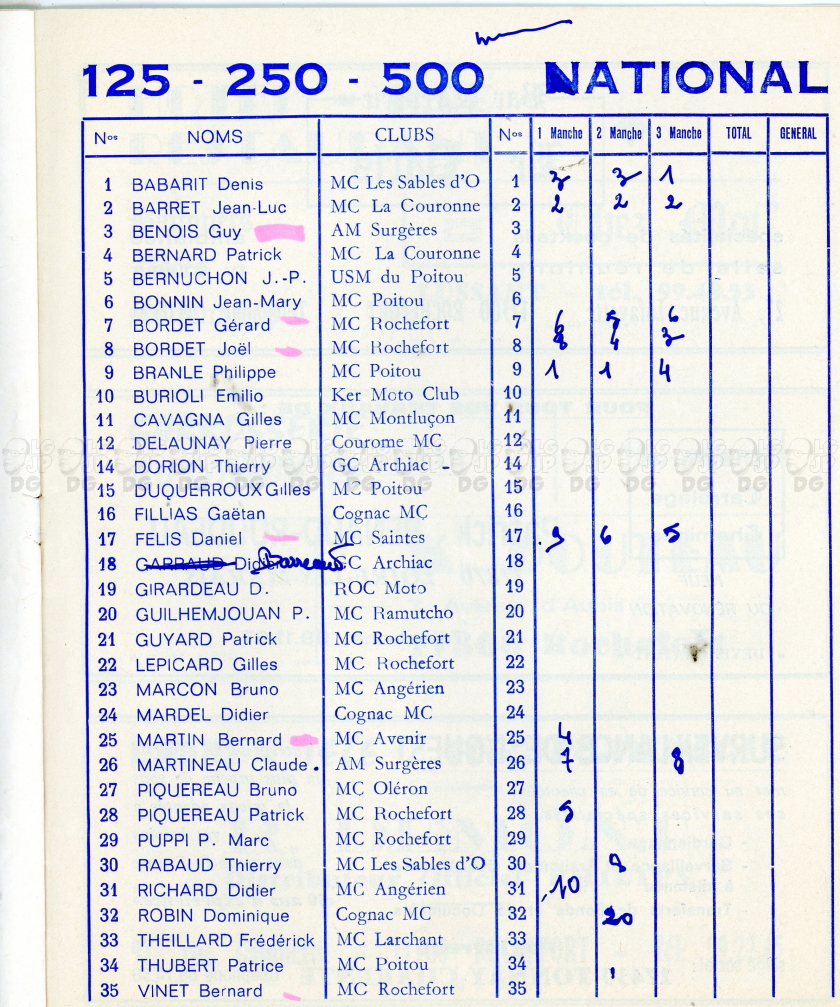 125 - 250 - 500 NATIONAL
Nos NOMS CLUBS Nos 1 Manche 2 Manche 3 Manche TOTAL GENERAL
1 BABARIT Denis MC Les Sables d'O 1 3 3 1
2 BARRET Jean-Luc MC La Couronne 2 2 2 2
3 BENOIS Guy AM Surgères 3
4 BERNARD Patrick MC La Couronne 4
5 BERNUCHON J.-P. USM du Poitou 5
6 BONNIN Jean-Mary MC Poitou 6
7 BORDET Gérard MC Rochefort 7 6 5 6
8 BORDET Joël MC Rochefort 8 8 4 3
9 BRANLE Philippe MC Poitou 9 1 1 4
10 BURIOLI Emilio Ker Moto Club 10
11 CAVAGNA Gilles MC Montluçon 11
12 DELAUNAY Pierre Courome MC 12
14 DORION Thierry GC Archiac - 14
15 DUQUERROUX Gilles MC Poitou 15
16 FILLIAS Gaëtan Cognac MC 16
17 FELIS Daniel MC Saintes 17 9 6 5
18 GARRAUD Didier Barreaud GC Archiac 18
19 GIRARDEAU D. ROC Moto 19
20 GUILHEMJOUAN P. MC Ramutcho 20
21 GUYARD Patrick MC Rochefort 21
22 LEPICARD Gilles MC Rochefort 22
23 MARCON Bruno MC Angérien 23
24 MARDEL Didier Cognac MC 24
25 MARTIN Bernard MC Avenir 25 4
26 MARTINEAU Claude. AM Surgères 26 7 8
27 PIQUEREAU Bruno MC Oléron 27
28 PIQUEREAU Patrick MC Rochefort 28 5
29 PUPPI P. Marc MC Rochefort 29
30 RABAUD Thierry MC Les Sables d'O 30 9
31 RICHARD Didier MC Angérien 31 10
32 ROBIN Dominique Cognac MC 32 20
33 THEILLARD Frédérick MC Larchant 33
34 THUBERT Patrice MC Poitou 34
35 VINET Bernard MC Rochefort 35